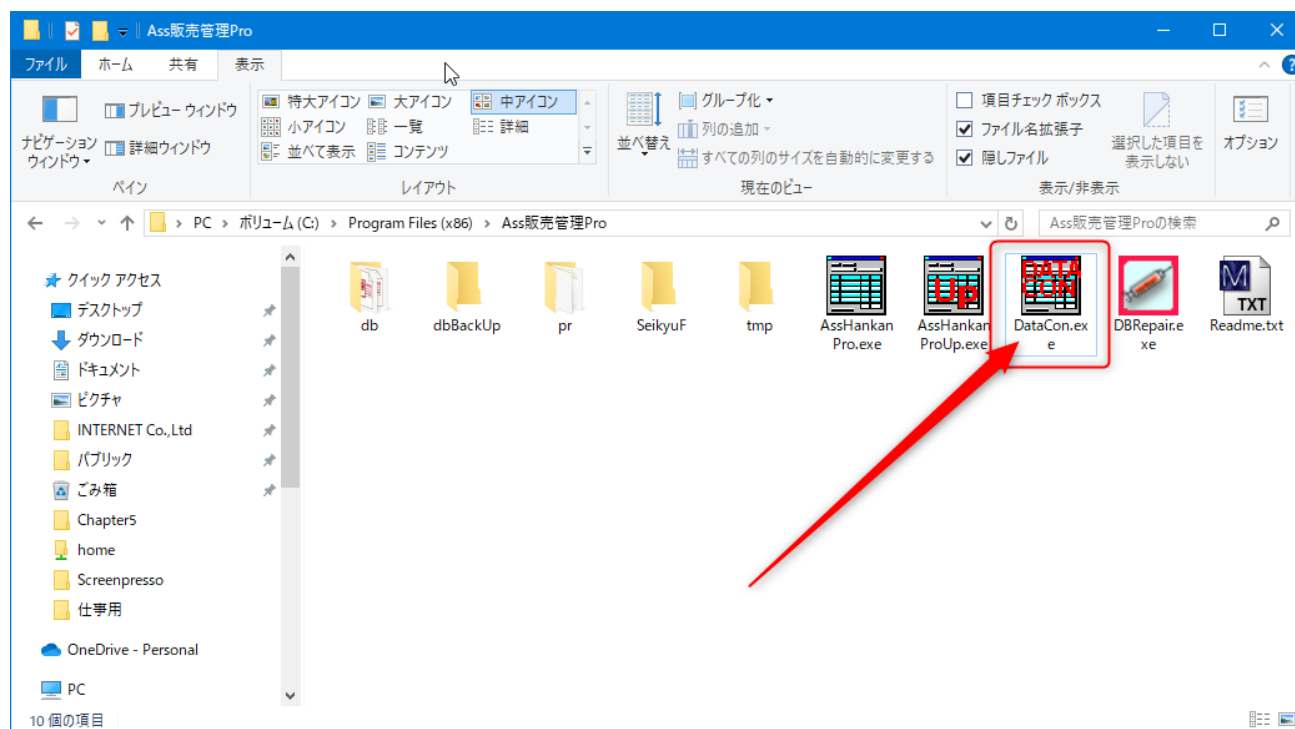 Ass販売管理Pro
ファイル ホーム 共有 表示
ナビゲーション
ウィンドウ
プレビュー ウィンドウ
詳細ウィンドウ
ペイン
特大アイコン 大アイコン 中アイコン
小アイコン 一覧 詳細
並べて表示 コンテンツ
レイアウト
並べ替え
グループ化
列の追加
すべての列のサイズを自動的に変更する
現在のビュー
項目チェック ボックス
ファイル名拡張子
隠しファイル
選択した項目を
表示しない
表示/非表示
オプション
PC › ボリューム (C:) › Program Files (x86) › Ass販売管理Pro
Ass販売管理Proの検索
クイック アクセス
デスクトップ
ダウンロード
ドキュメント
ピクチャ
INTERNET Co.,Ltd
パブリック
ごみ箱
Chapter5
home
Screenpresso
仕事用
OneDrive - Personal
PC
db
dbBackUp
pr
SeikyuF
tmp
AssHankan
Pro.exe
Up
AssHankan
ProUp.exe
DATA
CON
DataCon.ex
e
DBRepair.e
xe
M
TXT
Readme.txt
10 個の項目